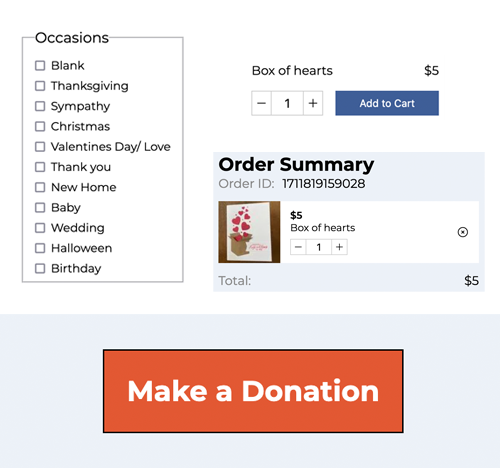 Occasions
Blank
Thanksgiving
Sympathy
Christmas
Valentines Day/ Love
Thank you
New Home
Baby
Wedding
Halloween
Birthday
Box of hearts $5
− 1 + Add to Cart
Order Summary
Order ID: 1711819159028
$5
Box of hearts
− 1 +
Total: $5
Make a Donation